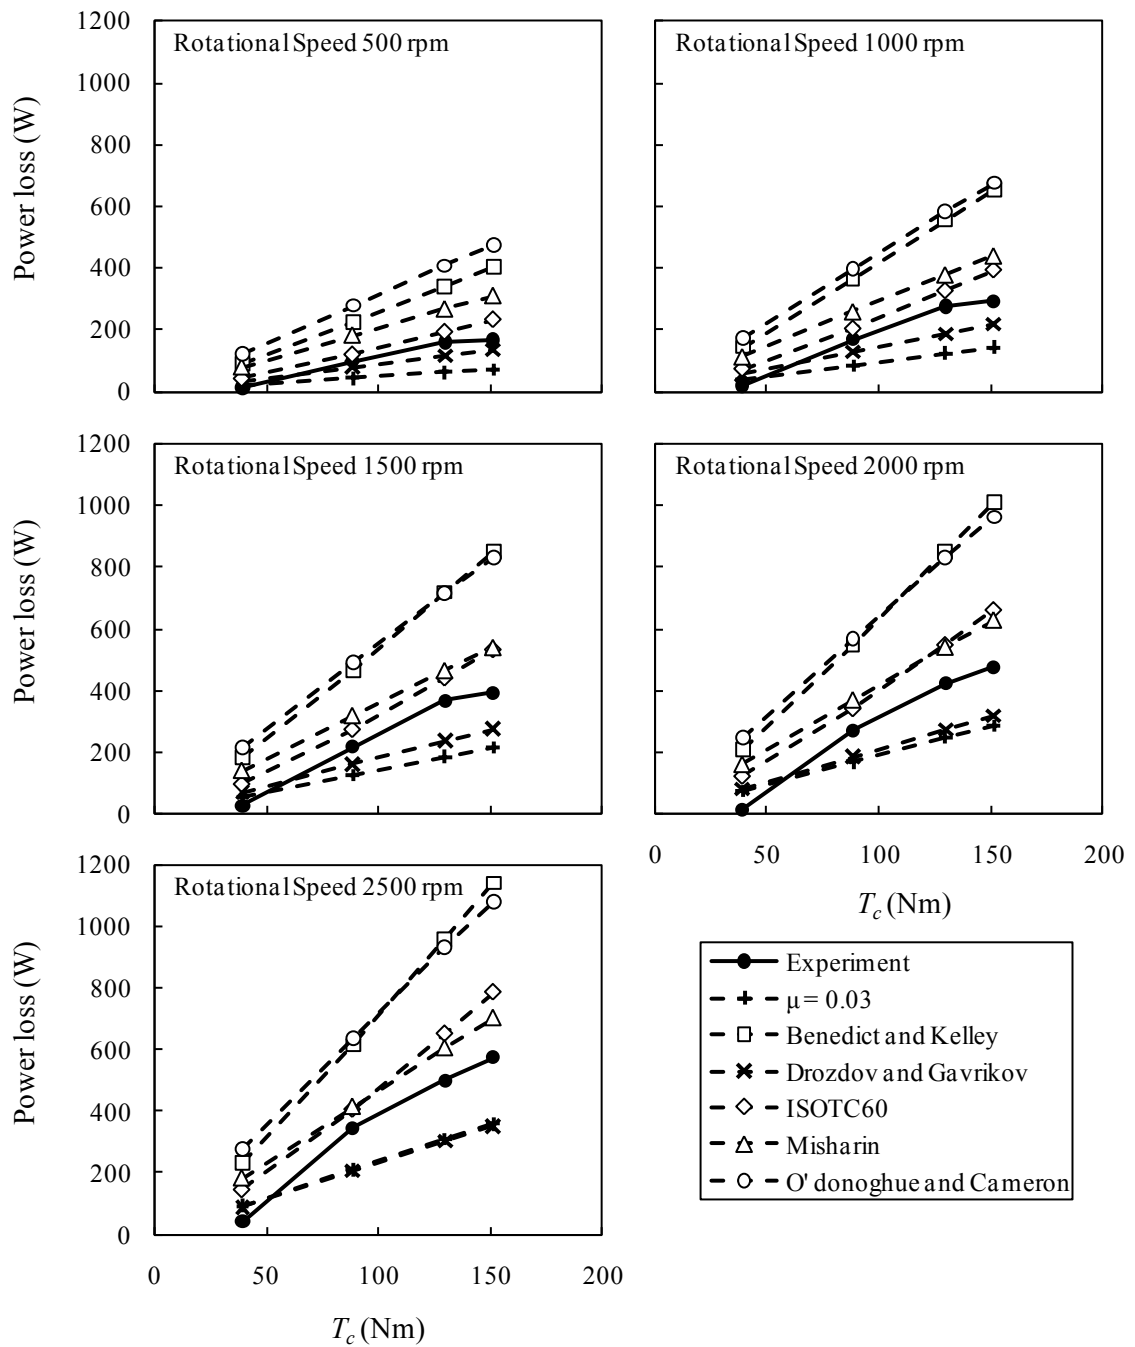 Rotational Speed 500 rpm
Rotational Speed 1000 rpm
1200
1000
800
600
400
200
0
Power loss (W)
Rotational Speed 1500 rpm
Rotational Speed 2000 rpm
1200
1000
800
600
400
200
0
Power loss (W)
0 50 100 150 200
Tc (Nm)
Rotational Speed 2500 rpm
1200
1000
800
600
400
200
0
Power loss (W)
0 50 100 150 200
Tc (Nm)
Experiment
µ = 0.03
Benedict and Kelley
Drozdov and Gavrikov
ISOTC60
Misharin
O' donoghue and Cameron